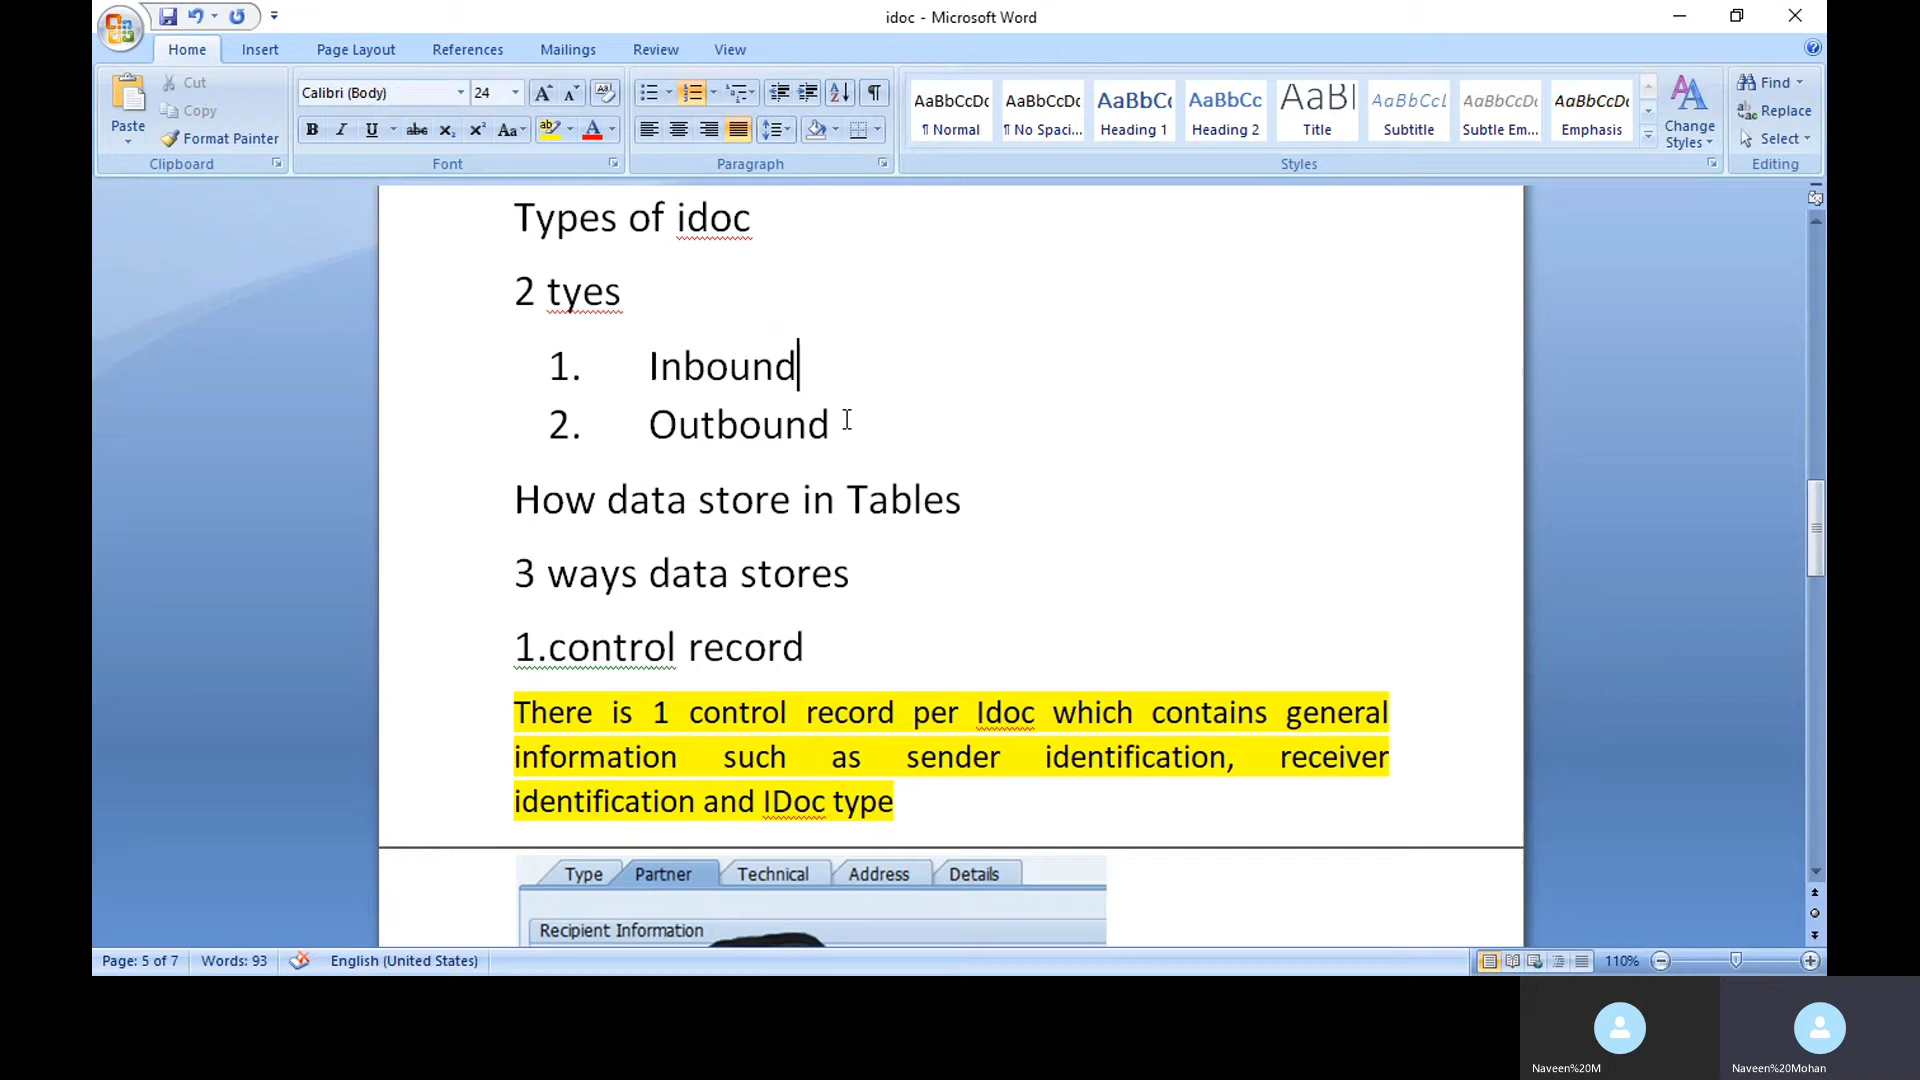 idoc - Microsoft Word
Home Insert Page Layout References Mailings Review View
Paste
Cut
Copy
Format Painter
Clipboard
Calibri (Body) 24
B I U abc X₂ X² Aa
Font
Paragraph
AaBbCcDc AaBbCcDc AaBbCc AaBbCc AaBl AaBbCcL AaBbCcDc AaBbCcDc
¶ Normal ¶ No Spaci... Heading 1 Heading 2 Title Subtitle Subtle Em... Emphasis
Change Styles
Styles
Find
Replace
Select
Editing
Types of idoc
2 tyes
1. Inbound
2. Outbound
How data store in Tables
3 ways data stores
1.control record
There is 1 control record per Idoc which contains general
information such as sender identification, receiver
identification and IDoc type
Type Partner Technical Address Details
Recipient Information
Page: 5 of 7 Words: 93 English (United States) 110%
Naveen%20M Naveen%20Mohan